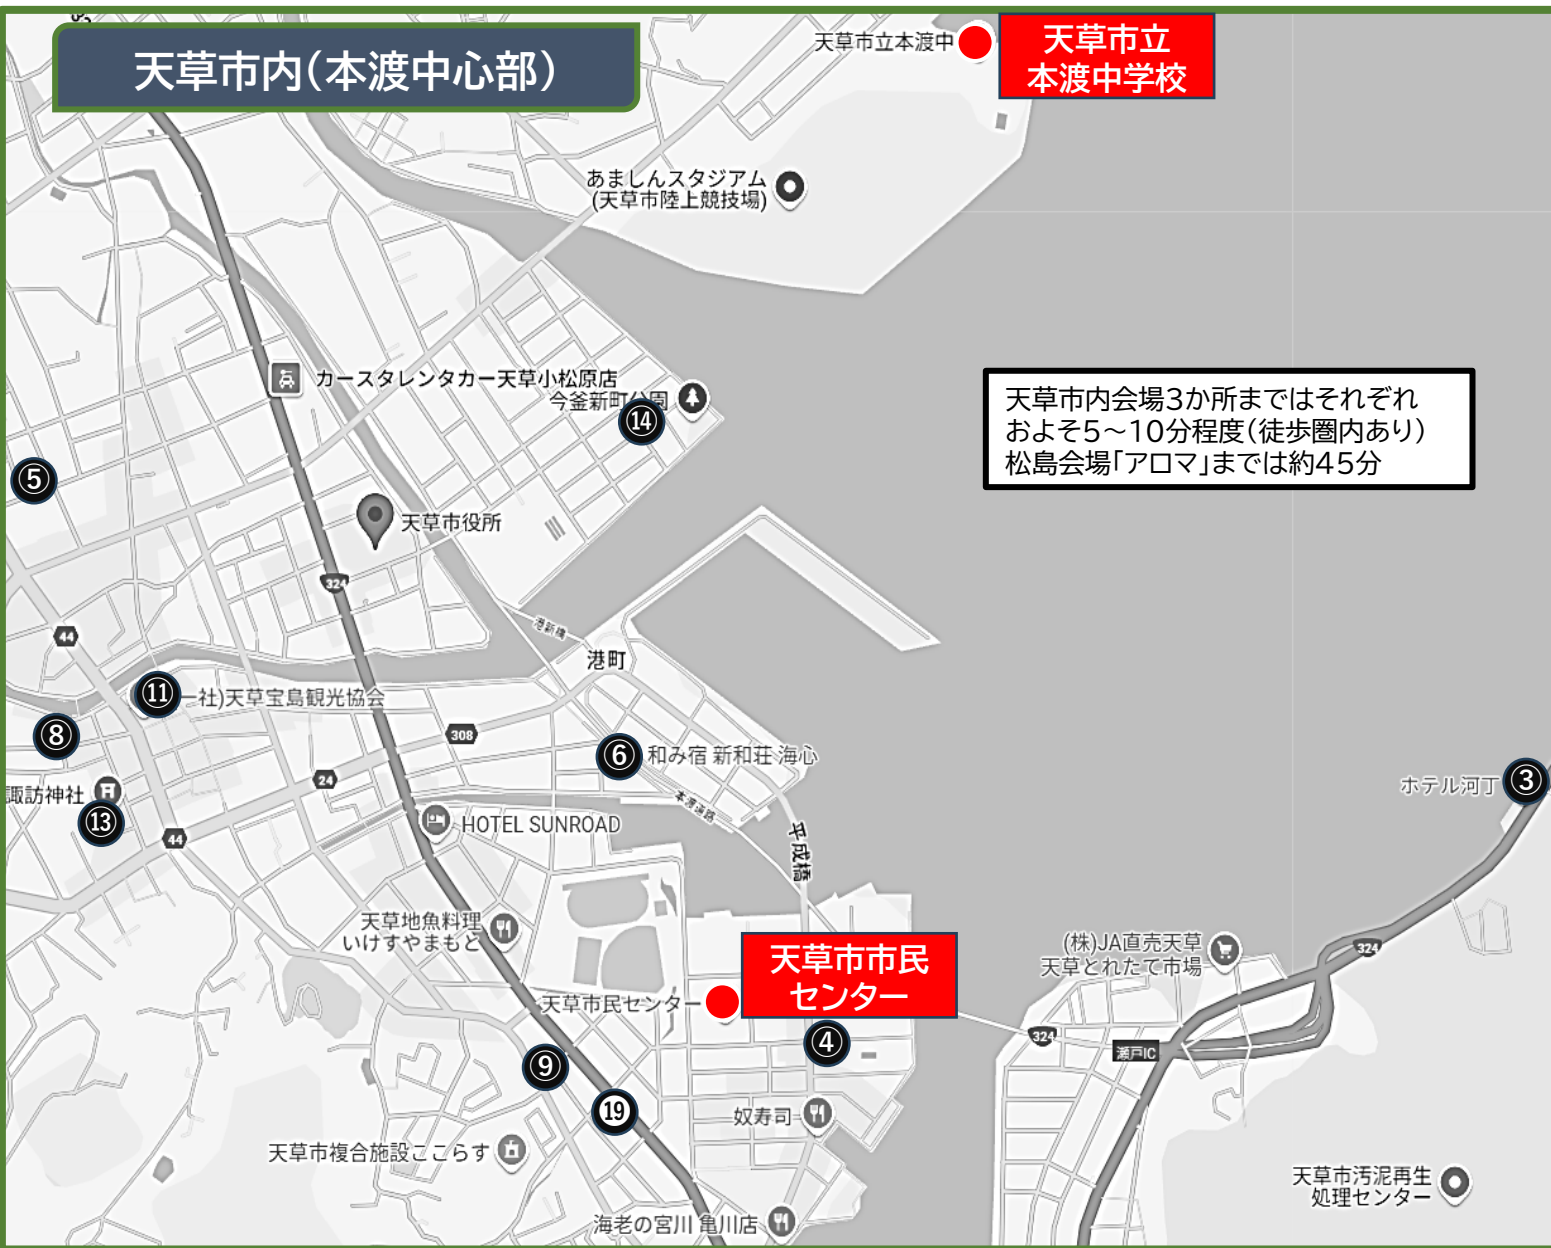 天草市内(本渡中心部)
天草市立本渡中
天草市立
本渡中学校
あましんスタジアム
(天草市陸上競技場)
カースタレンタカー天草小松原店
今釜新町公園
⑭
天草市内会場3か所まではそれぞれ
およそ5〜10分程度(徒歩圏内あり)
松島会場「アロマ」までは約45分
⑤
天草市役所
324
港新橋
44
港町
⑪
一社)天草宝島観光協会
⑧
308
⑥
和み宿 新和荘 海心
24
ホテル河丁
③
諏訪神社
⑬
本渡道路
HOTEL SUNROAD
44
平成橋
天草地魚料理
いけすやまもと
天草市市民
センター
(株)JA直売天草
天草とれたて市場
324
天草市民センター
④
324
瀬戸IC
⑨
⑲
奴寿司
天草市複合施設ここらす
天草市汚泥再生
処理センター
海老の宮川 亀川店